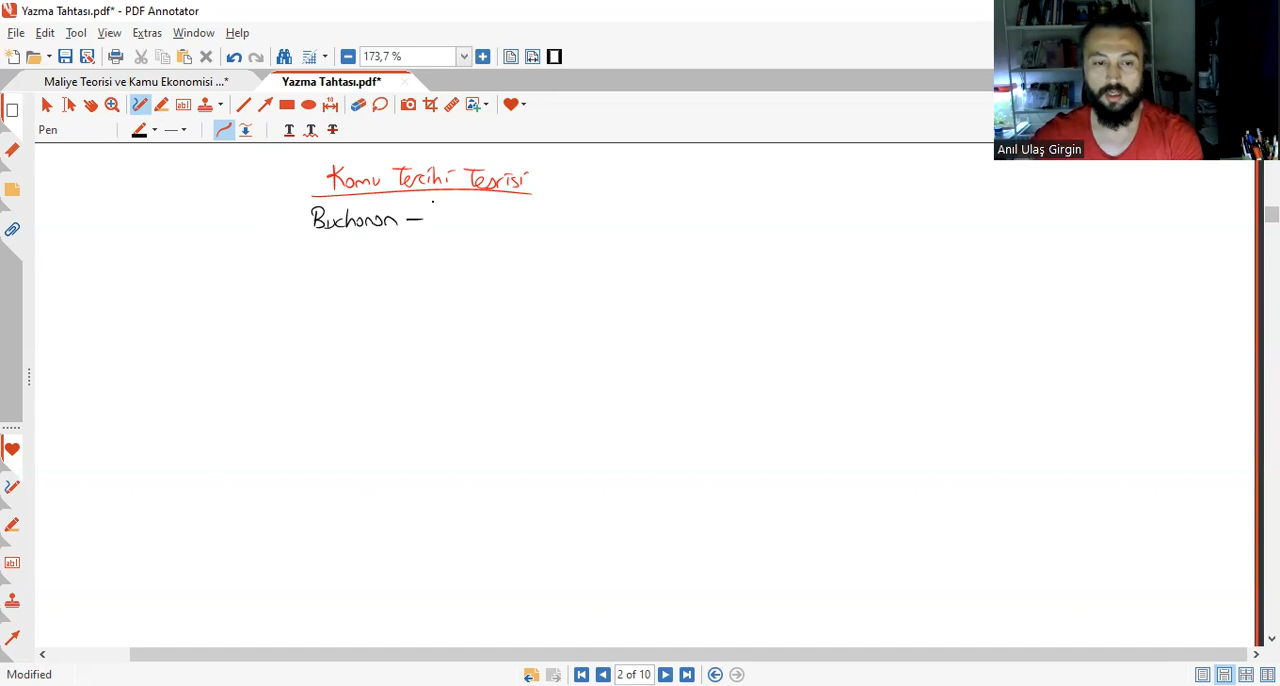 Yazma Tahtası.pdf* - PDF Annotator
File Edit Tool View Extras Window Help
173,7 %
Maliye Teorisi ve Kamu Ekonomisi ...* Yazma Tahtası.pdf*
Pen
Kamu Tercihi Teorisi
Buchanan —
Anıl Ulaş Girgin
2 of 10
Modified